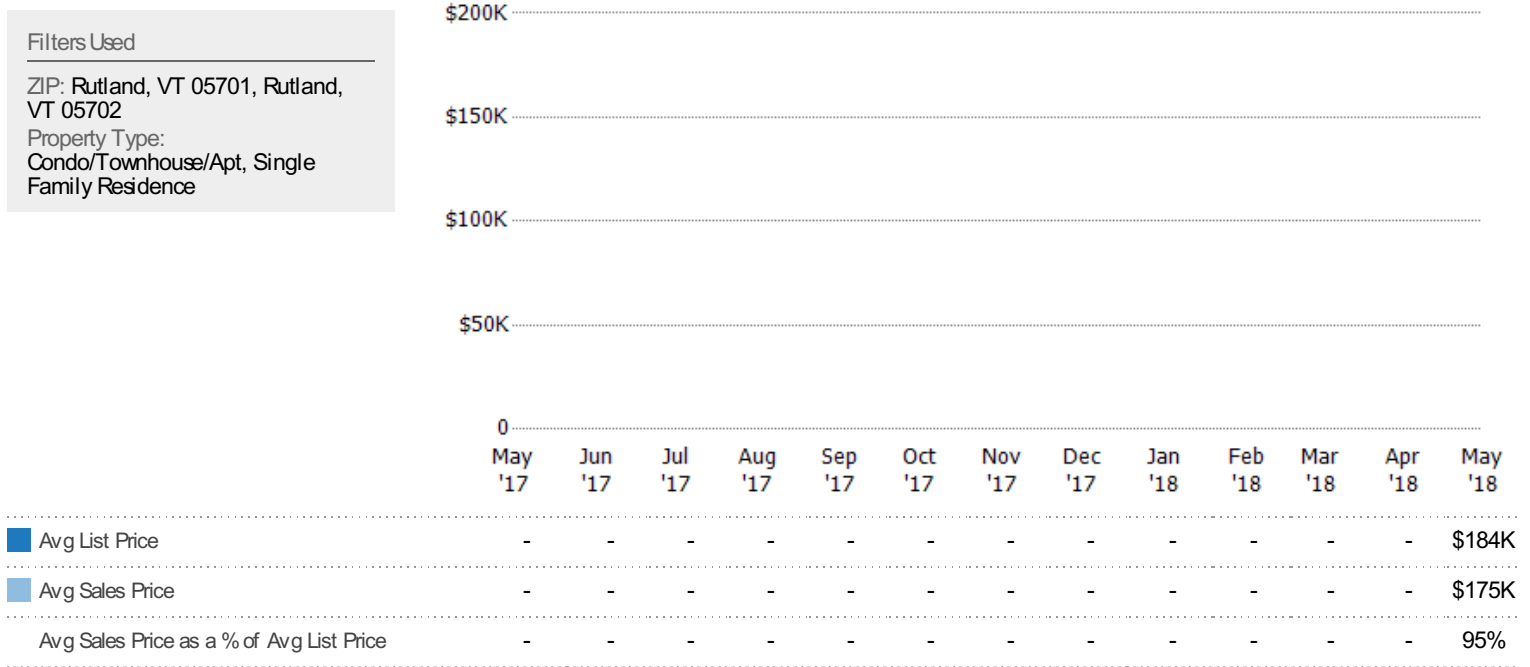 Filters Used
ZIP: Rutland, VT 05701, Rutland,
VT 05702
Property Type:
Condo/Townhouse/Apt, Single
Family Residence
$200K
$150K
$100K
$50K
0
May Jun Jul Aug Sep Oct Nov Dec Jan Feb Mar Apr May
'17 '17 '17 '17 '17 '17 '17 '17 '18 '18 '18 '18 '18
Avg List Price - - - - - - - - - - - - $184K
Avg Sales Price - - - - - - - - - - - - $175K
Avg Sales Price as a % of Avg List Price - - - - - - - - - - - - 95%